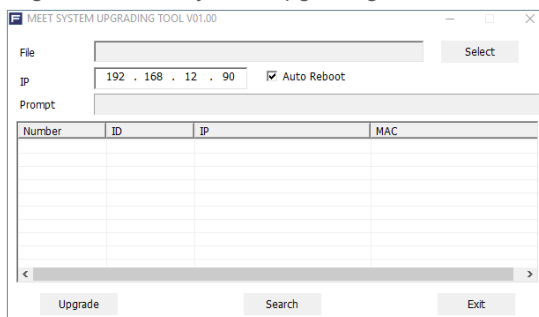 F MEET SYSTEM UPGRADING TOOL V01.00
File Select
IP 192 . 168 . 12 . 90 Auto Reboot
Prompt
Number ID IP MAC
Upgrade Search Exit